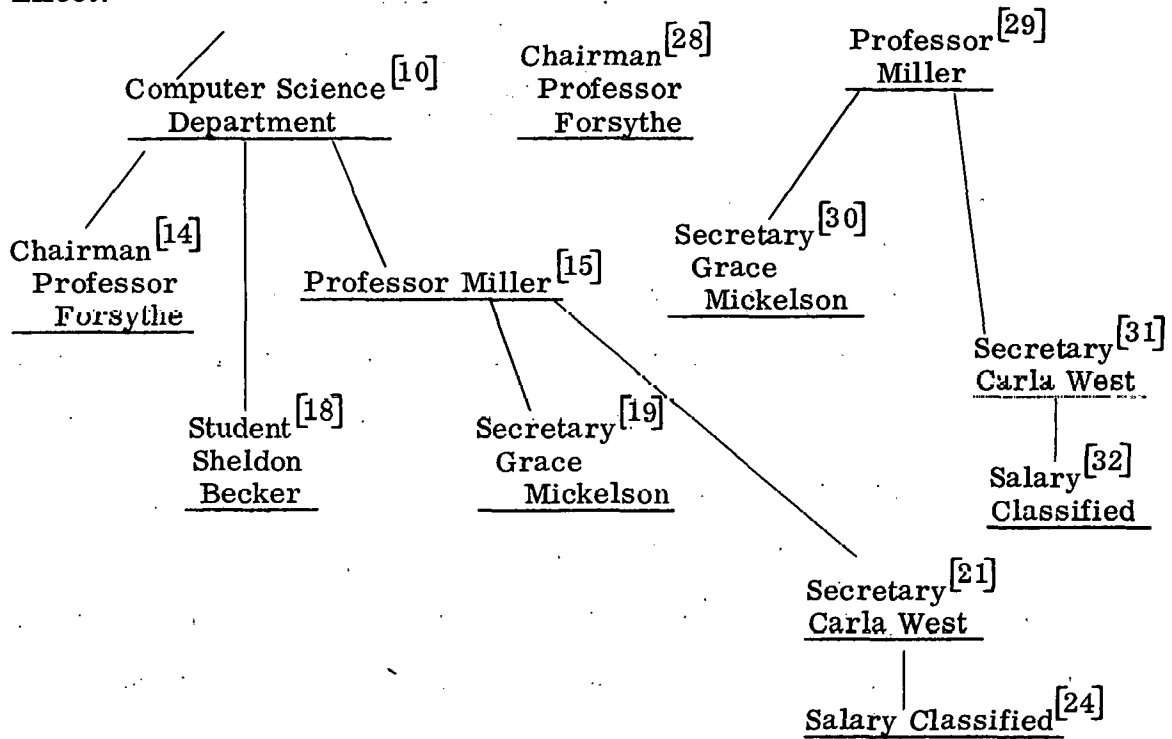 Computer Science[10]
Department
Chairman[28]
Professor
Forsythe
Professor[29]
Miller
Chairman[14]
Professor
Forsythe
Professor Miller[15]
Secretary[30]
Grace
Mickelson
Secretary[31]
Carla West
Student[18]
Sheldon
Becker
Secretary[19]
Grace
Mickelson
Salary[32]
Classified
Secretary[21]
Carla West
Salary Classified[24]